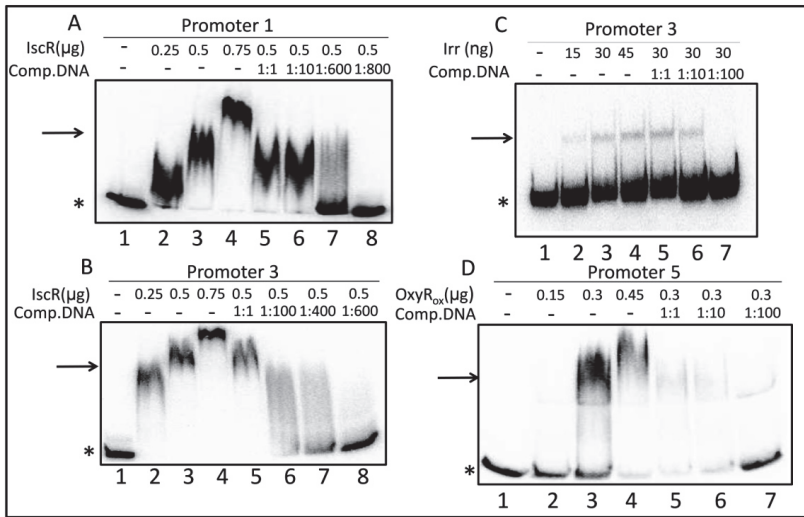 A
Promoter 1
IscR(µg) - 0.25 0.5 0.75 0.5 0.5 0.5 0.5
Comp.DNA - - - - 1:1 1:10 1:600 1:800
*
1 2 3 4 5 6 7 8
C
Promoter 3
Irr (ng) - 15 30 45 30 30 30
Comp.DNA - - - - 1:1 1:10 1:100
*
1 2 3 4 5 6 7
B
Promoter 3
IscR(µg) - 0.25 0.5 0.75 0.5 0.5 0.5 0.5
Comp.DNA - - - - 1:1 1:100 1:400 1:600
*
1 2 3 4 5 6 7 8
D
Promoter 5
OxyRox(µg) - 0.15 0.3 0.45 0.3 0.3 0.3
Comp.DNA - - - - 1:1 1:10 1:100
*
1 2 3 4 5 6 7